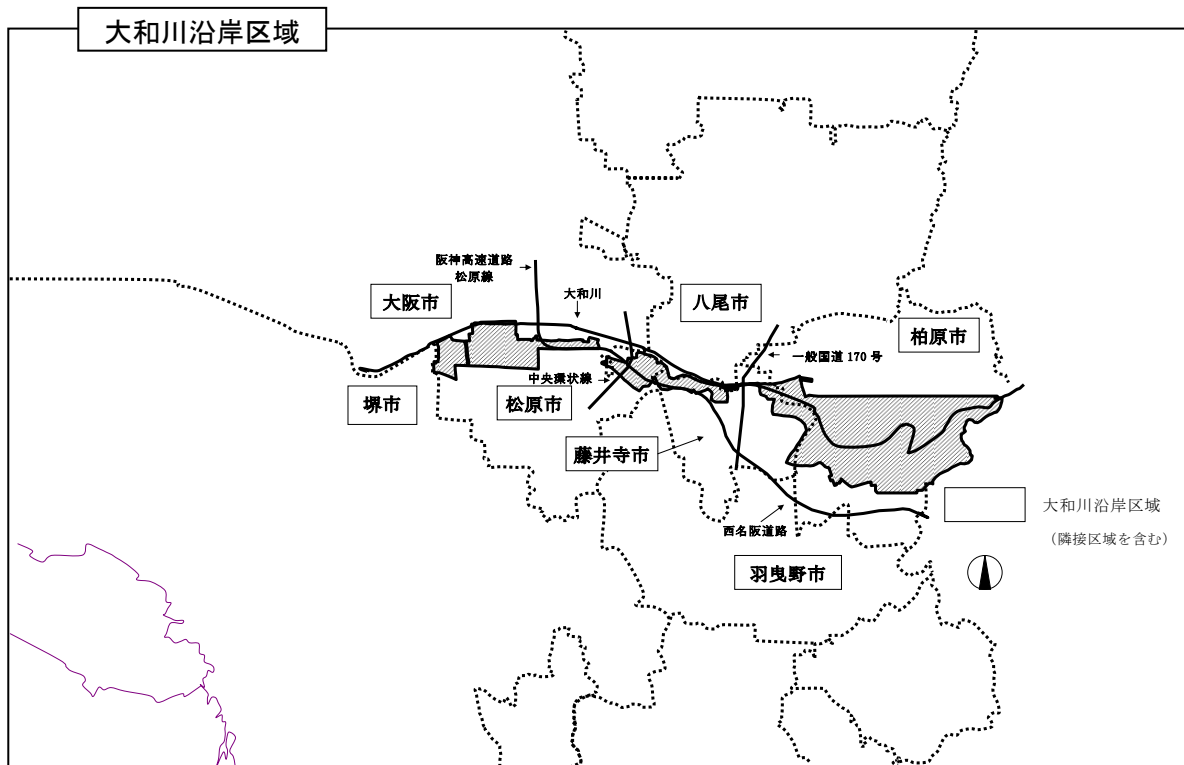 大和川沿岸区域
阪神高速道路
松原線
大和川
大阪市
八尾市
柏原市
一般国道170号
中央環状線
堺市
松原市
藤井寺市
大和川沿岸区域
（隣接区域を含む）
西名阪道路
羽曳野市